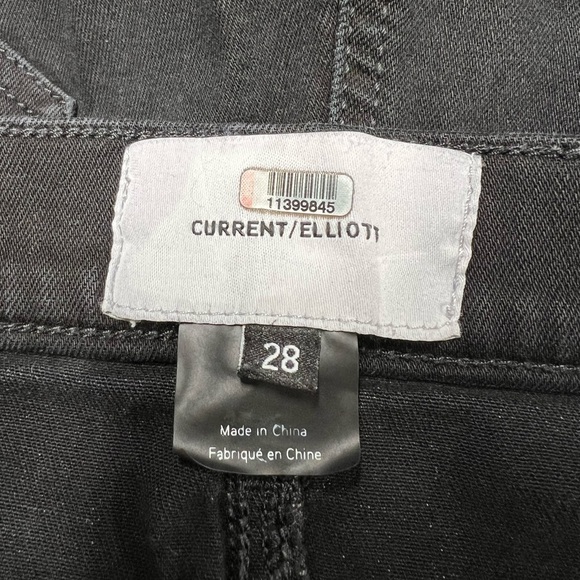 11399845
CURRENT/ELLIOTT
28
Made in China
Fabriqué en Chine